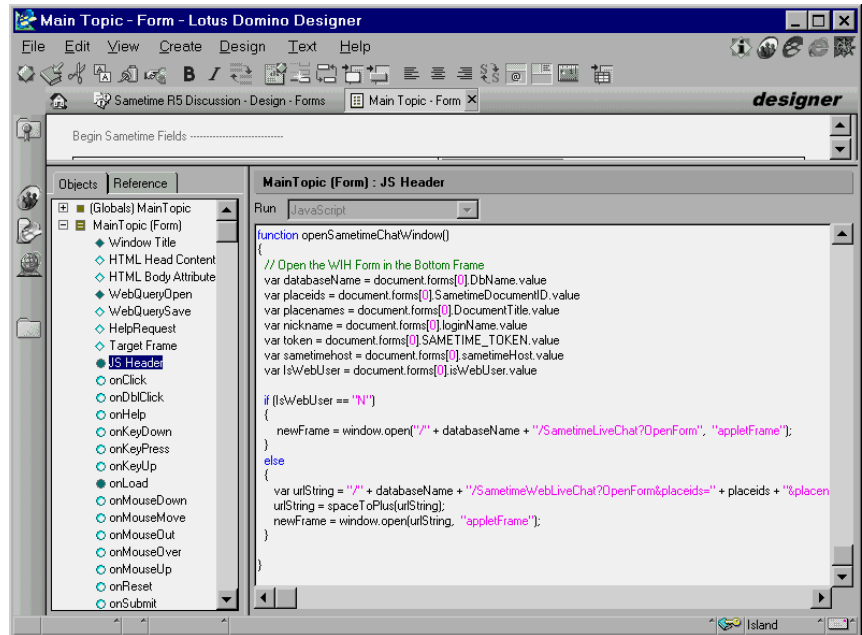 Main Topic - Form - Lotus Domino Designer
File Edit View Create Design Text Help
Sametime R5 Discussion - Design - Forms
Main Topic - Form
designer
Begin Sametime Fields -----------------------------
Objects Reference
(Globals) MainTopic
MainTopic (Form)
Window Title
HTML Head Content
HTML Body Attribute
WebQueryOpen
WebQuerySave
HelpRequest
Target Frame
JS Header
onClick
onDblClick
onHelp
onKeyDown
onKeyPress
onKeyUp
onLoad
onMouseDown
onMouseMove
onMouseOut
onMouseOver
onMouseUp
onReset
onSubmit
MainTopic (Form) : JS Header
Run JavaScript
function openSametimeChatWindow()
{
// Open the WIH Form in the Bottom Frame
var databaseName = document.forms[0].DbName.value
var placeids = document.forms[0].SametimeDocumentID.value
var placenames = document.forms[0].DocumentTitle.value
var nickname = document.forms[0].loginName.value
var token = document.forms[0].SAMETIME_TOKEN.value
var sametimehost = document.forms[0].sametimeHost.value
var IsWebUser = document.forms[0].isWebUser.value
if (IsWebUser == "N")
{
newFrame = window.open("/" + databaseName + "/SametimeLiveChat?OpenForm", "appletFrame");
}
else
{
var urlString = "/" + databaseName + "/SametimeWebLiveChat?OpenForm&placeids=" + placeids + "&placen
urlString = spaceToPlus(urlString);
newFrame = window.open(urlString, "appletFrame");
}
}
Island